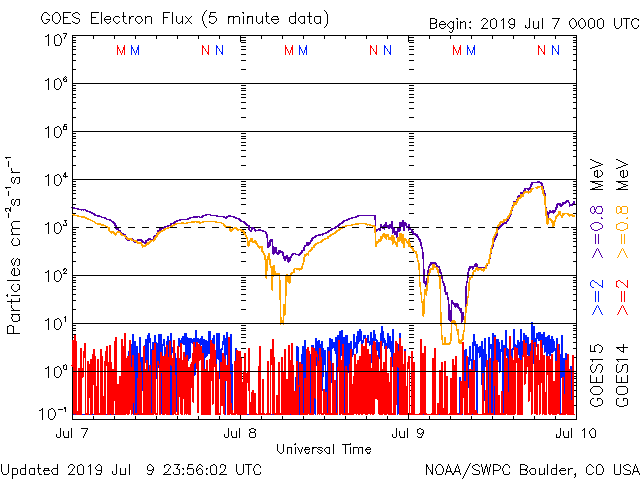 GOES Electron Flux (5 minute data)
Begin: 2019 Jul 7 0000 UTC
M M N N M M N N M M N N
10⁷
10⁶
10⁵
10⁴
10³
10²
10¹
10⁰
10⁻¹
Particles cm⁻²s⁻¹sr⁻¹
GOES15 >=2 >=0.8 MeV
GOES14 >=2 >=0.8 MeV
Jul 7 Jul 8 Jul 9 Jul 10
Universal Time
Updated 2019 Jul 9 23:56:02 UTC
NOAA/SWPC Boulder, CO USA